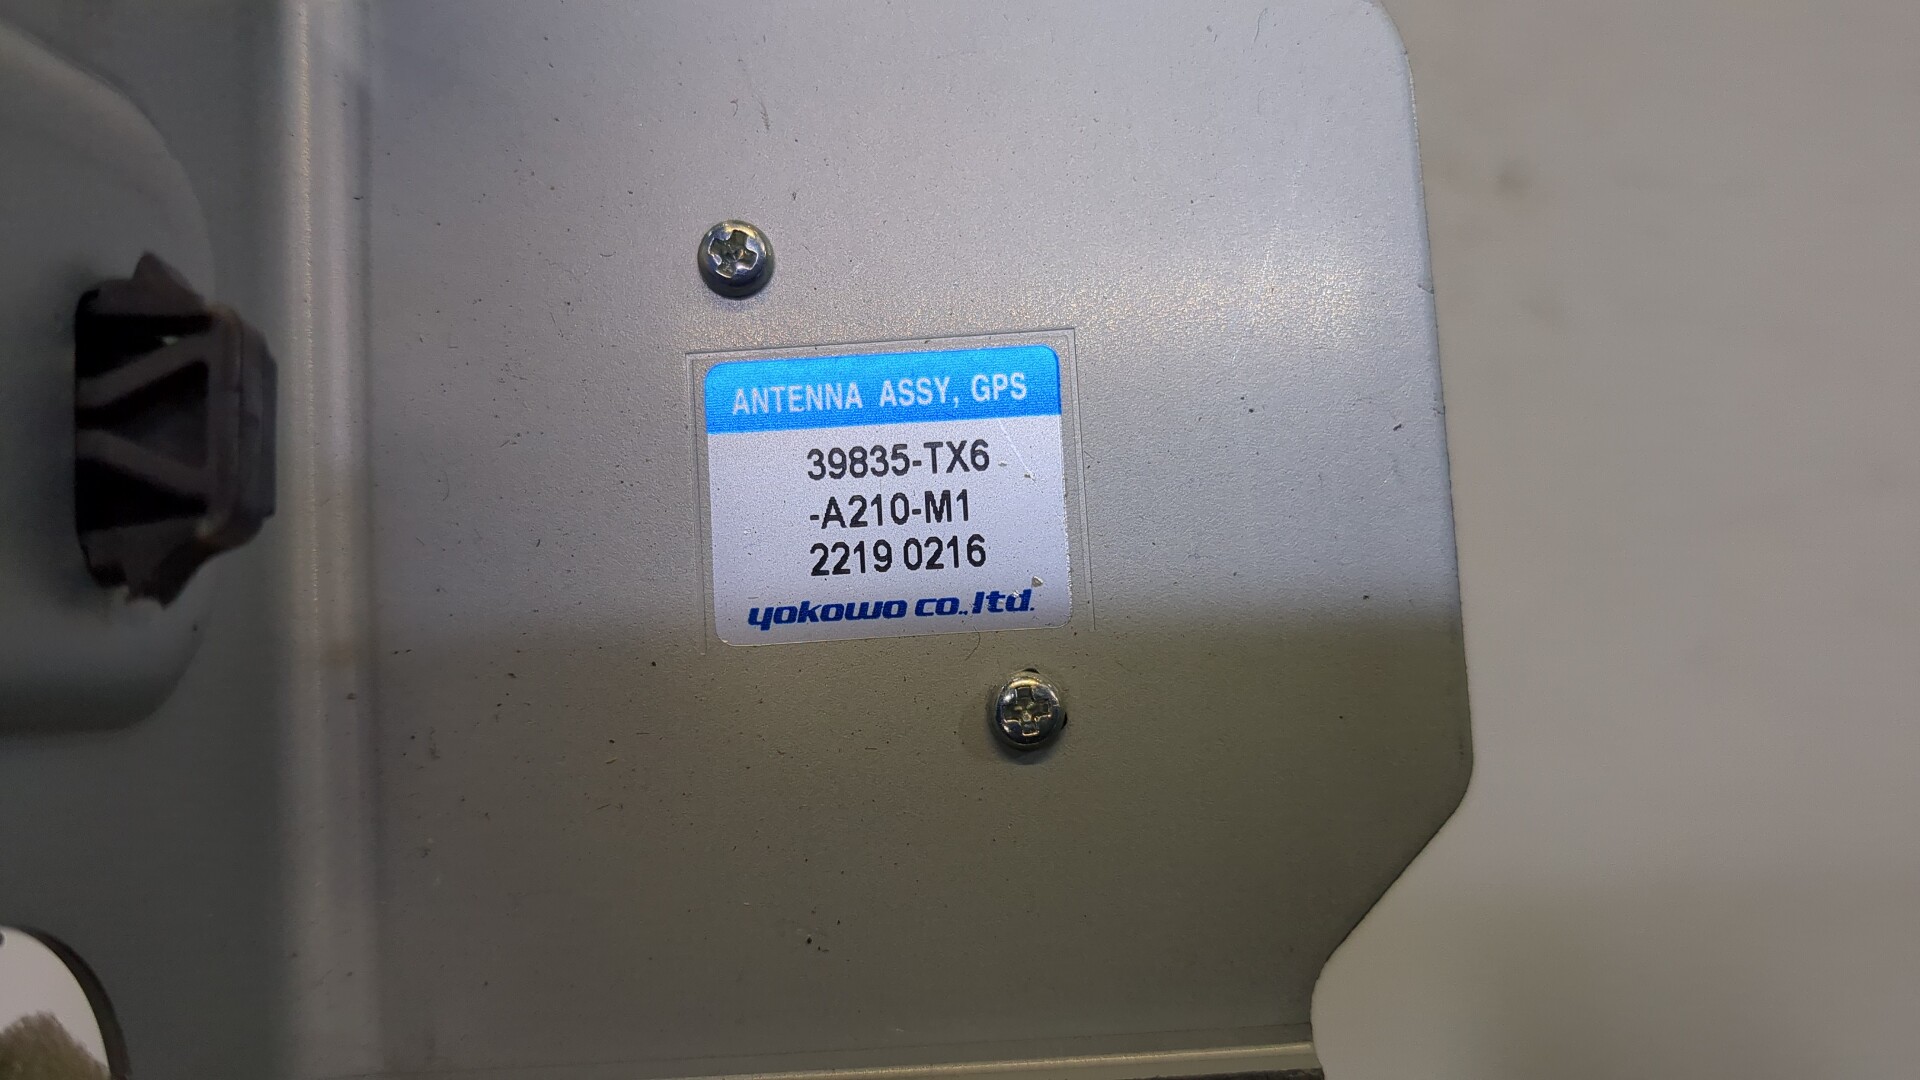 ANTENNA ASSY, GPS
39835-TX6
-A210-M1
2219 0216
yokowo co.,ltd.